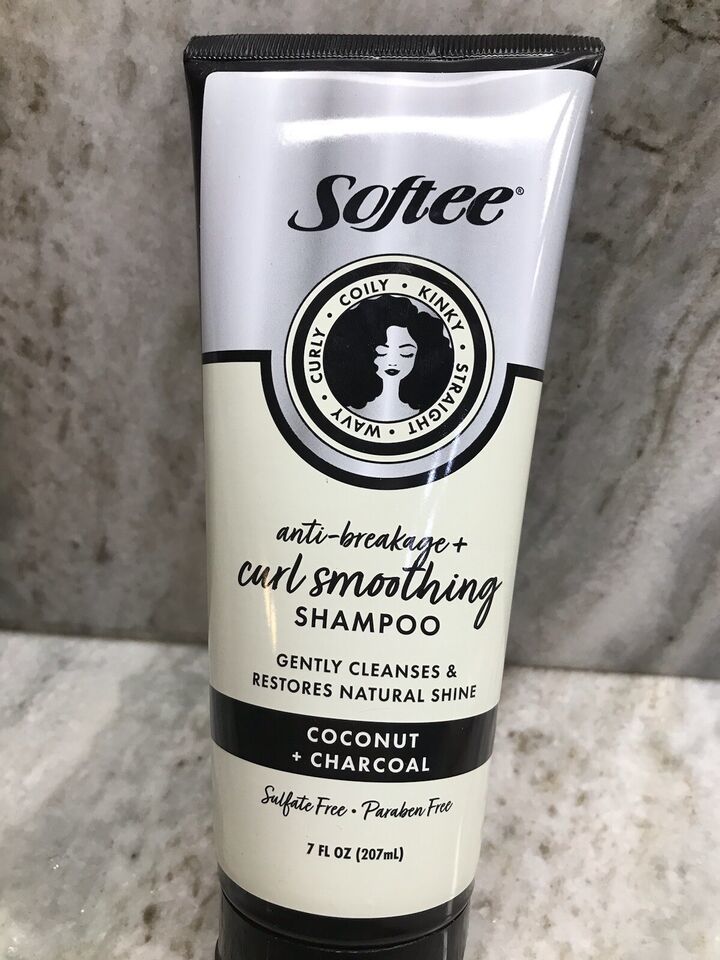 Softee®
WAVY • CURLY • COILY • KINKY • STRAIGHT •
anti-breakage +
curl smoothing
SHAMPOO
GENTLY CLEANSES &
RESTORES NATURAL SHINE
COCONUT
+ CHARCOAL
Sulfate Free • Paraben Free
7 FL OZ (207mL)